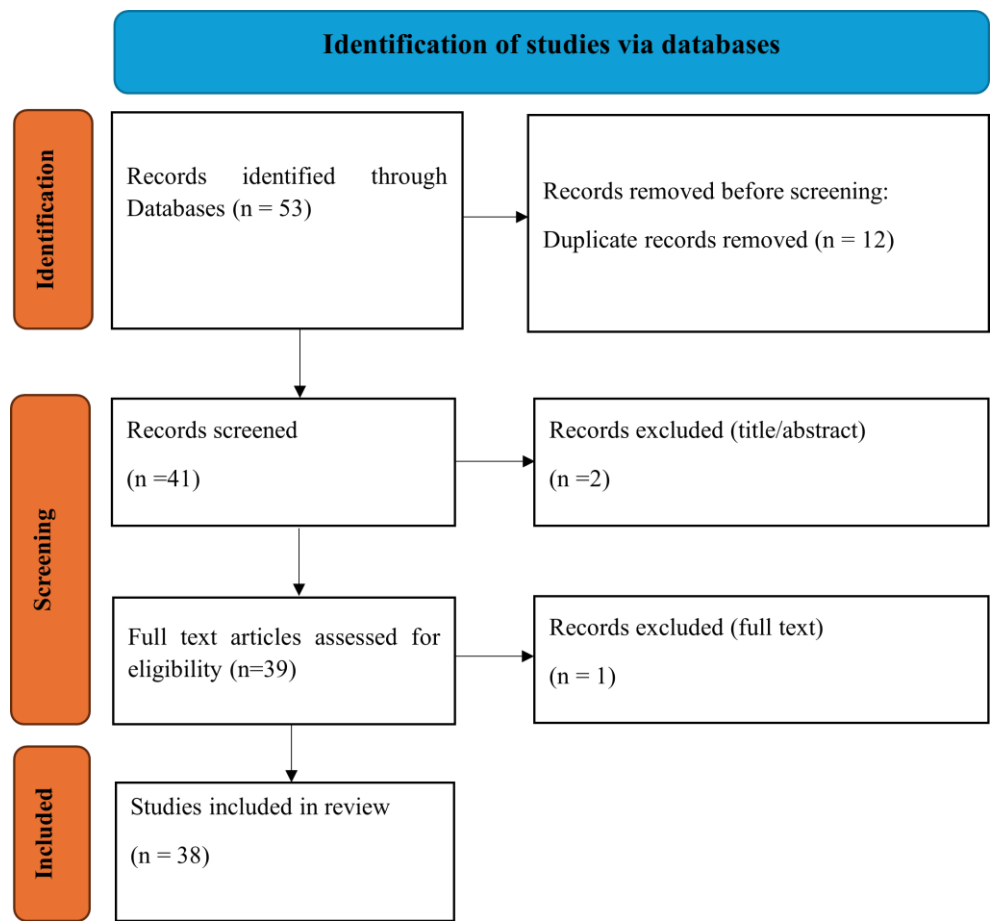 Identification of studies via databases
Identification
Records identified through
Databases (n = 53)
Records removed before screening:
Duplicate records removed (n = 12)
Screening
Records screened
(n =41)
Records excluded (title/abstract)
(n =2)
Full text articles assessed for
eligibility (n=39)
Records excluded (full text)
(n = 1)
Included
Studies included in review
(n = 38)